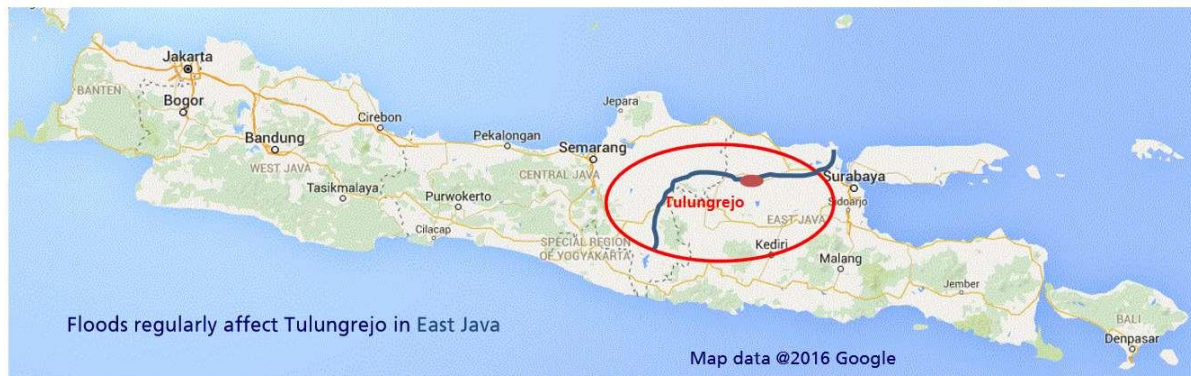 Jakarta
BANTEN
Bogor
Bandung
WEST JAVA
Cirebon
Tasikmalaya
Pekalongan
Purwokerto
Cilacap
Jepara
Semarang
CENTRAL JAVA
SPECIAL REGION
OF YOGYAKARTA
Tulungrejo
EAST JAVA
Surabaya
Sidoarjo
Kediri
Malang
Jember
BALI
Denpasar
Floods regularly affect Tulungrejo in East Java
Map data @2016 Google